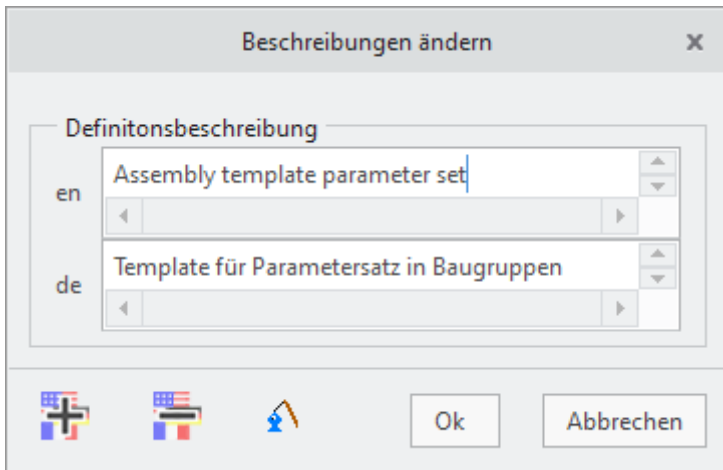 Beschreibungen ändern
Definitonsbeschreibung
en
Assembly template parameter set
de
Template für Parametersatz in Baugruppen
Ok
Abbrechen